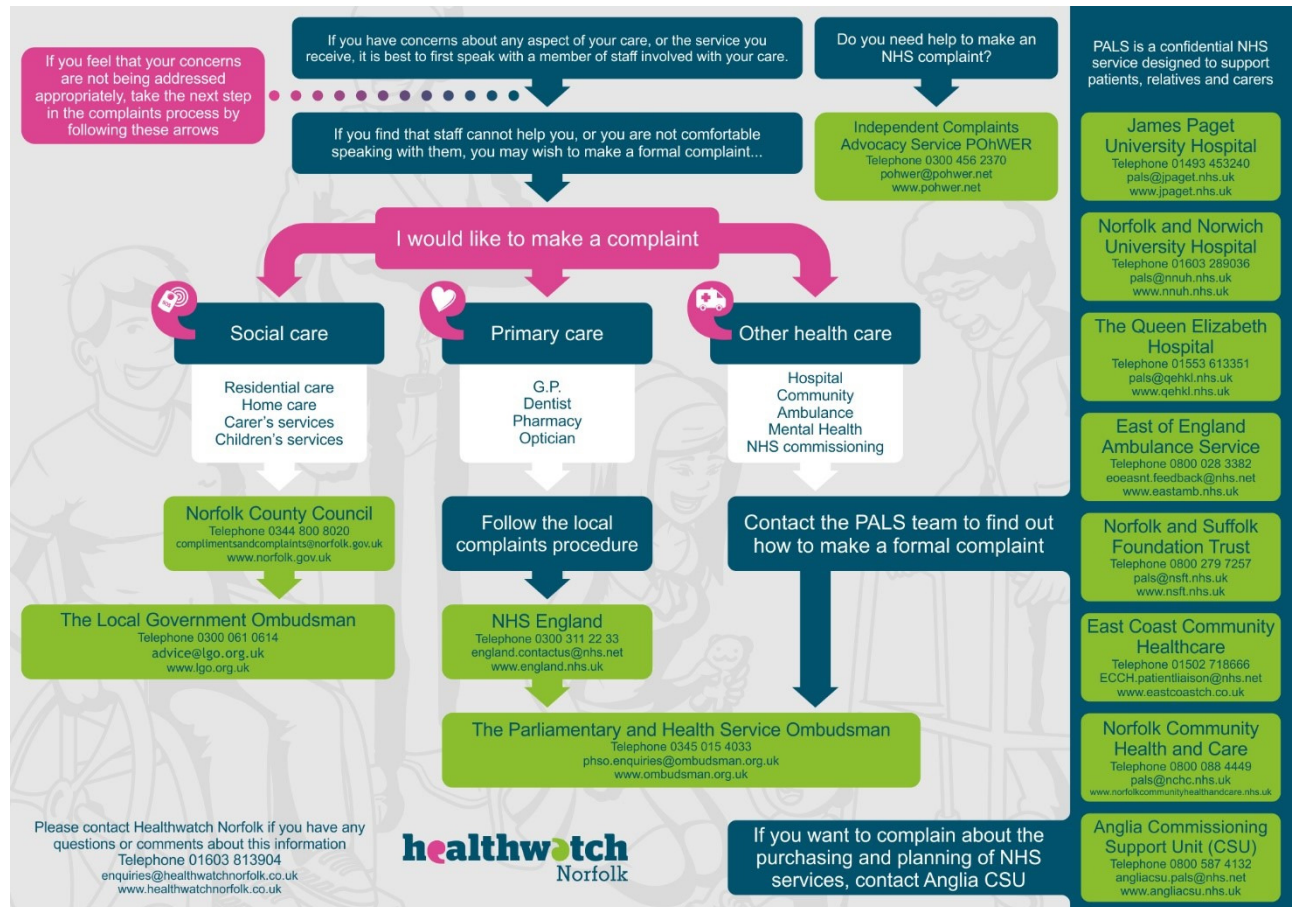 If you feel that your concerns
are not being addressed
appropriately, take the next step
in the complaints process by
following these arrows
If you have concerns about any aspect of your care, or the service you
receive, it is best to first speak with a member of staff involved with your care.
If you find that staff cannot help you, or you are not comfortable
speaking with them, you may wish to make a formal complaint...
Do you need help to make an
NHS complaint?
Independent Complaints
Advocacy Service POhWER
Telephone 0300 456 2370
pohwer@pohwer.net
www.pohwer.net
I would like to make a complaint
Social care
Residential care
Home care
Carer's services
Children's services
Norfolk County Council
Telephone 0344 800 8020
complimentsandcomplaints@norfolk.gov.uk
www.norfolk.gov.uk
The Local Government Ombudsman
Telephone 0300 061 0614
advice@lgo.org.uk
www.lgo.org.uk
Primary care
G.P.
Dentist
Pharmacy
Optician
Follow the local
complaints procedure
NHS England
Telephone 0300 311 22 33
england.contactus@nhs.net
www.england.nhs.uk
Other health care
Hospital
Community
Ambulance
Mental Health
NHS commissioning
Contact the PALS team to find out
how to make a formal complaint
The Parliamentary and Health Service Ombudsman
Telephone 0345 015 4033
phso.enquiries@ombudsman.org.uk
www.ombudsman.org.uk
Please contact Healthwatch Norfolk if you have any
questions or comments about this information
Telephone 01603 813904
enquiries@healthwatchnorfolk.co.uk
www.healthwatchnorfolk.co.uk
healthwatch
Norfolk
If you want to complain about the
purchasing and planning of NHS
services, contact Anglia CSU
PALS is a confidential NHS
service designed to support
patients, relatives and carers
James Paget
University Hospital
Telephone 01493 453240
pals@jpaget.nhs.uk
www.jpaget.nhs.uk
Norfolk and Norwich
University Hospital
Telephone 01603 289036
pals@nnuh.nhs.uk
www.nnuh.nhs.uk
The Queen Elizabeth
Hospital
Telephone 01553 613351
pals@qehkl.nhs.uk
www.qehkl.nhs.uk
East of England
Ambulance Service
Telephone 0800 028 3382
eoeasnt.feedback@nhs.net
www.eastamb.nhs.uk
Norfolk and Suffolk
Foundation Trust
Telephone 0800 279 7257
pals@nsft.nhs.uk
www.nsft.nhs.uk
East Coast Community
Healthcare
Telephone 01502 718666
ECCH.patientliaison@nhs.net
www.eastcoastch.co.uk
Norfolk Community
Health and Care
Telephone 0800 088 4449
pals@nchc.nhs.uk
www.norfolkcommunityhealthandcare.nhs.uk
Anglia Commissioning
Support Unit (CSU)
Telephone 0800 587 4132
angliacsu.pals@nhs.net
www.angliacsu.nhs.uk